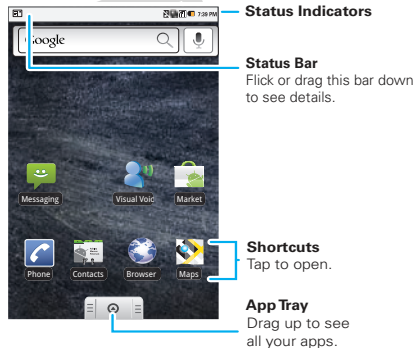 7:39 PM
Status Indicators
Google
Status Bar
Flick or drag this bar down
to see details.
Messaging
Visual Void
Market
Phone
Contacts
Browser
Maps
Shortcuts
Tap to open.
App Tray
Drag up to see
all your apps.